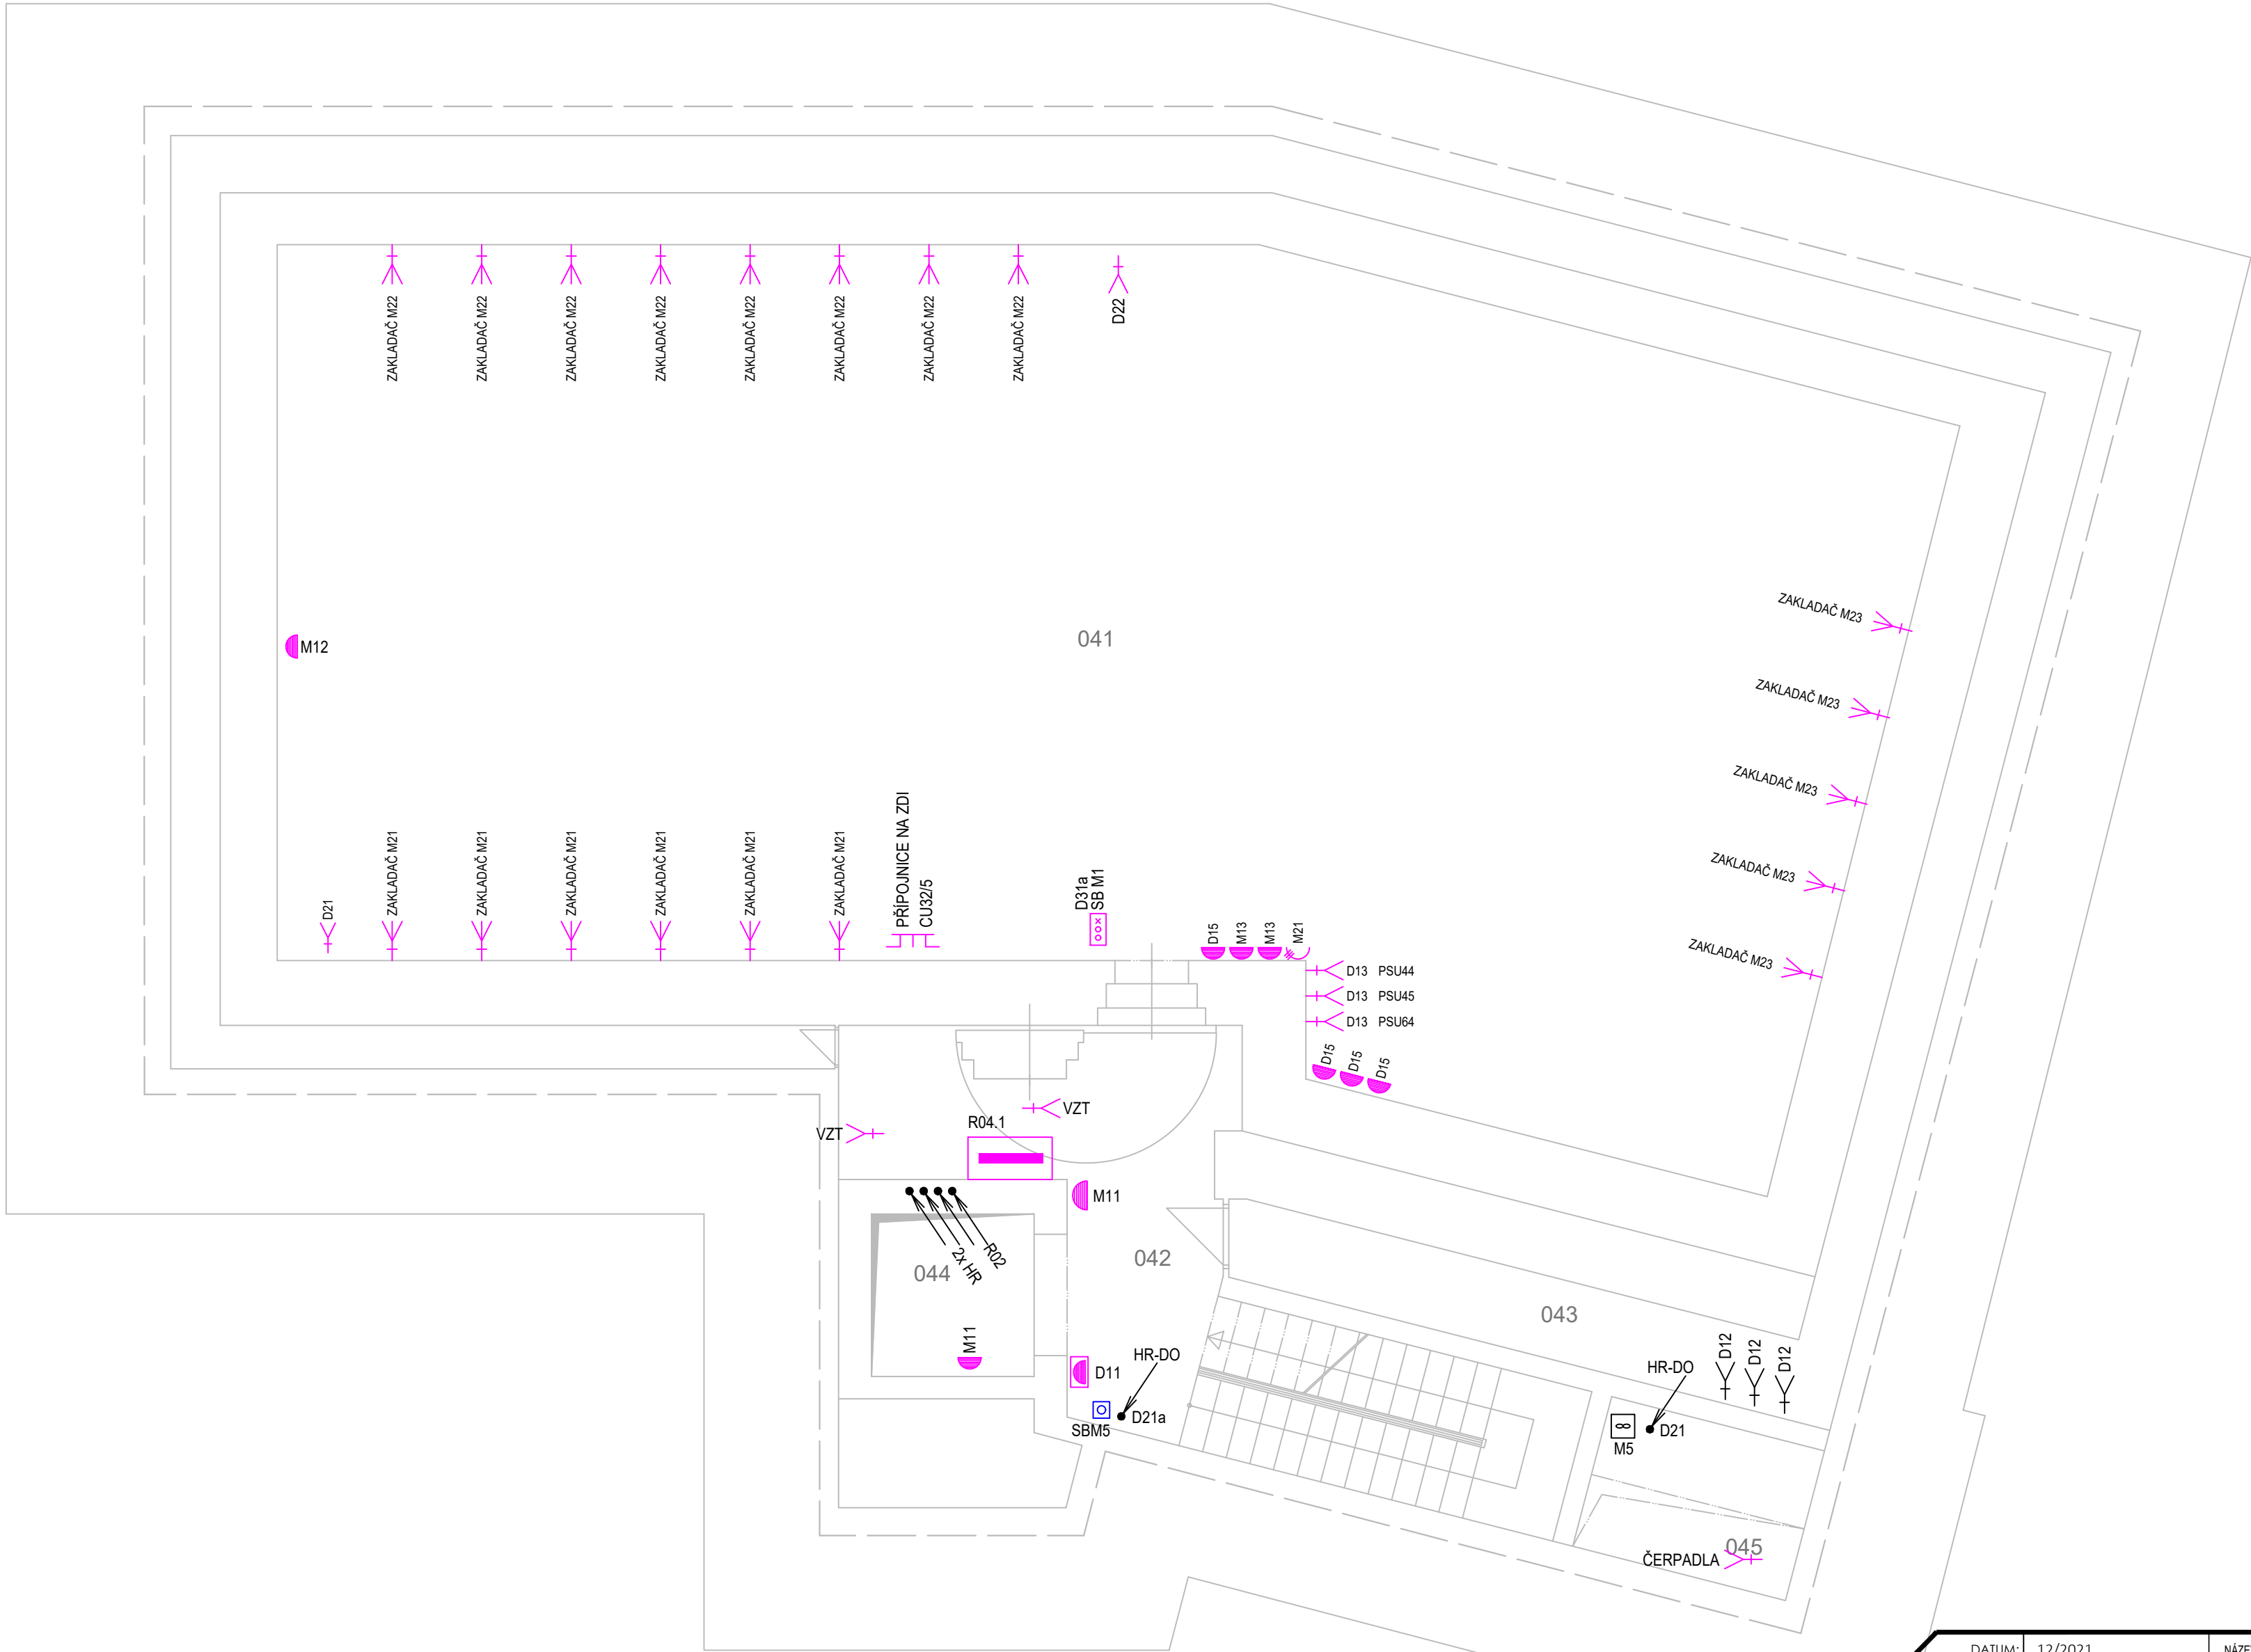 ZAKLADAČ M22
ZAKLADAČ M22
ZAKLADAČ M22
ZAKLADAČ M22
ZAKLADAČ M22
ZAKLADAČ M22
ZAKLADAČ M22
ZAKLADAČ M22
D22
M12
041
ZAKLADAČ M23
ZAKLADAČ M23
ZAKLADAČ M23
ZAKLADAČ M23
ZAKLADAČ M23
D21
ZAKLADAČ M21
ZAKLADAČ M21
ZAKLADAČ M21
ZAKLADAČ M21
ZAKLADAČ M21
ZAKLADAČ M21
PŘÍPOJNICE NA ZDI
CU32/5
D31a
SB M1
D15
M13
M13
M21
D13 PSU44
D13 PSU45
D13 PSU64
D15
D15
D15
VZT
VZT
R04.1
M11
2x HR
R02
044
042
043
M11
D11
HR-DO
D21a
SBM5
HR-DO
D21
M5
D12
D12
D12
045
ČERPADLA
DATUM: 12/2021